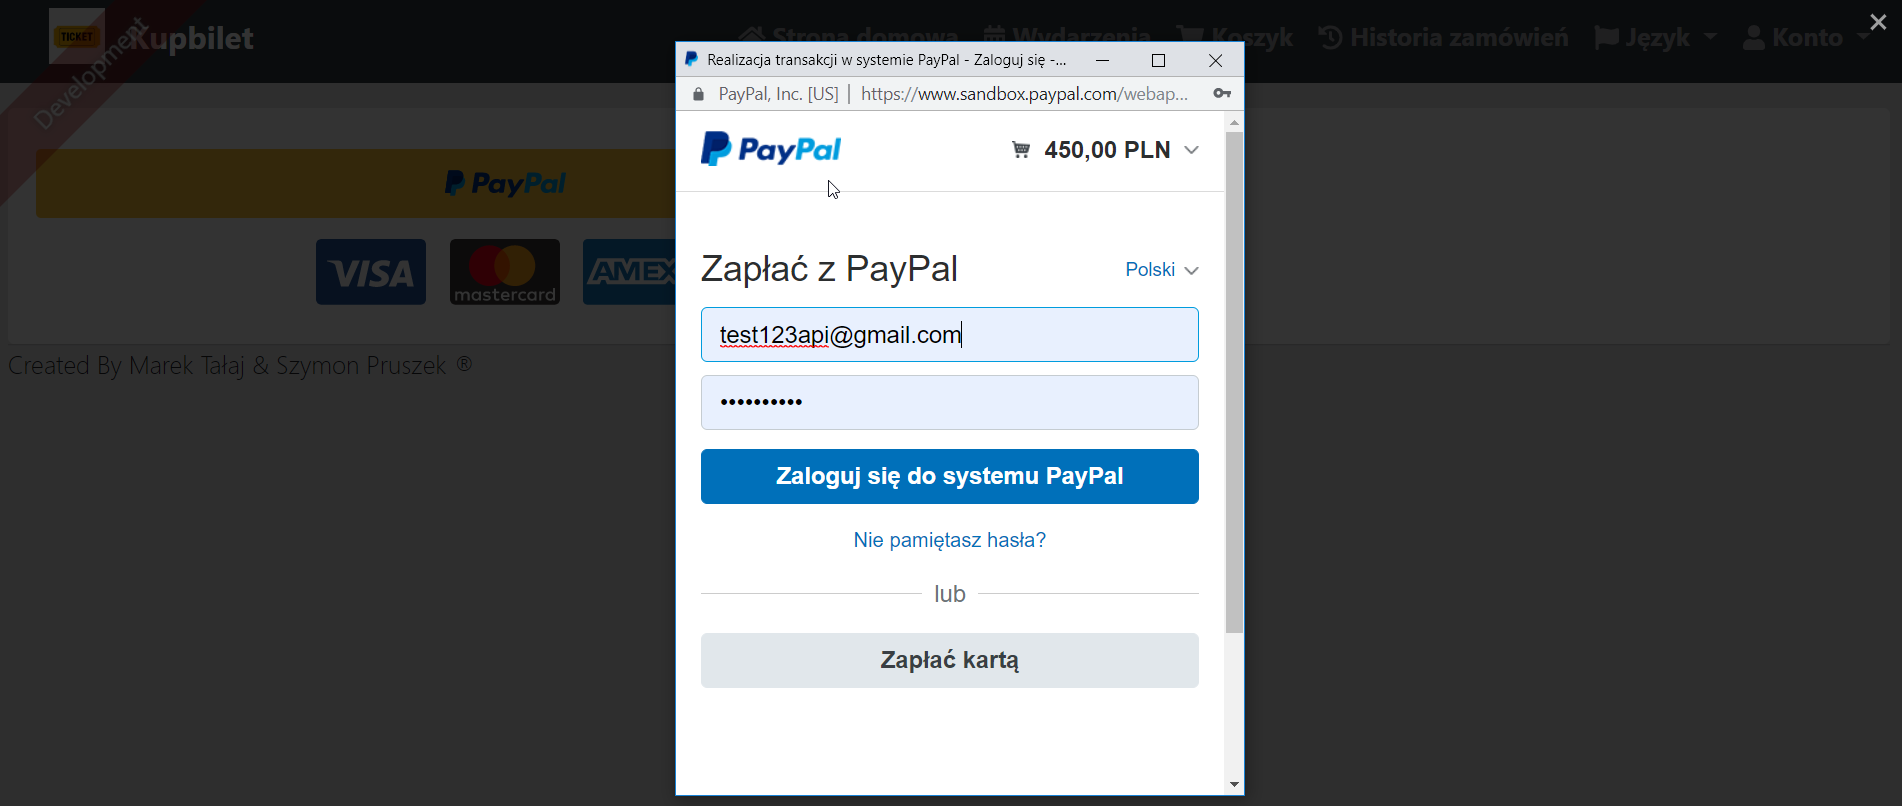 TICKET
Kupbilet
Strona domowa
Wydarzenia
Koszyk
Historia zamówień
Język
Konto
Development
Realizacja transakcji w systemie PayPal - Zaloguj się -...
PayPal, Inc. [US] | https://www.sandbox.paypal.com/webap...
PayPal
450,00 PLN
PayPal
VISA
mastercard
AMEX
Zapłać z PayPal
Polski
test123api@gmail.com
••••••••••
Zaloguj się do systemu PayPal
Nie pamiętasz hasła?
lub
Zapłać kartą
Created By Marek Tałaj & Szymon Pruszek ®